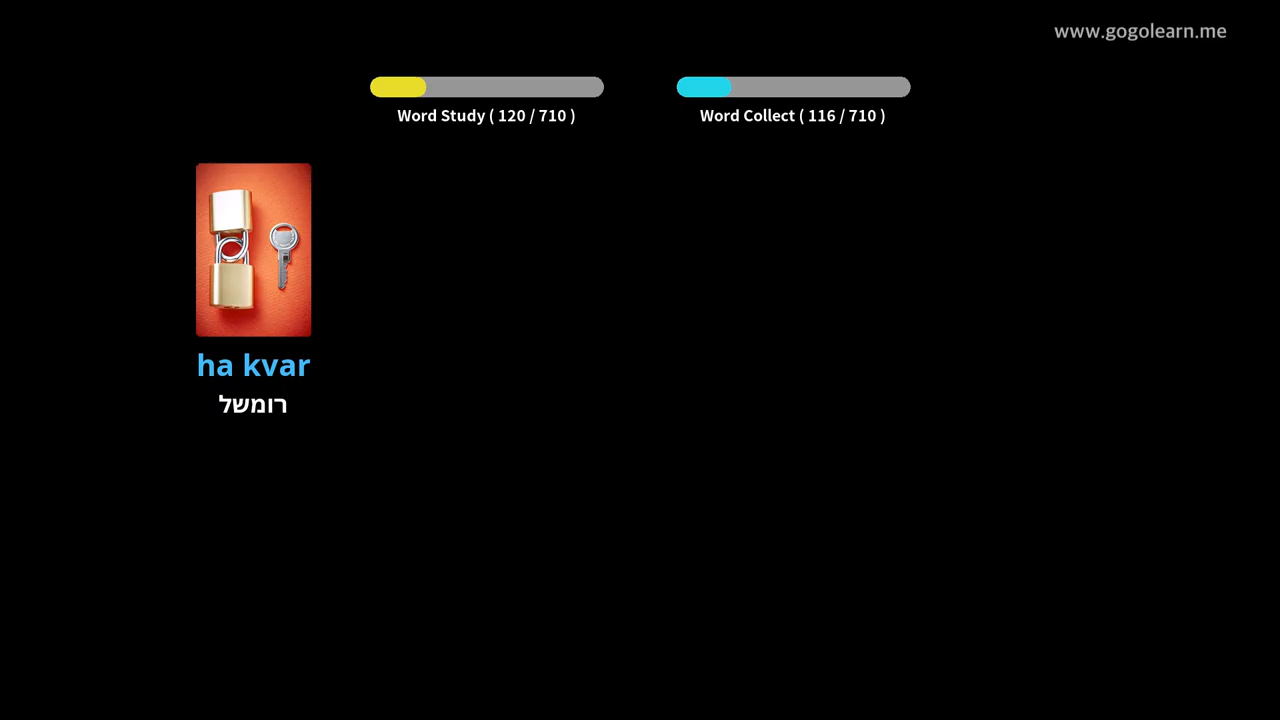 www.gogolearn.me
Word Study ( 120 / 710 )
Word Collect ( 116 / 710 )
ha kvar
רומשל